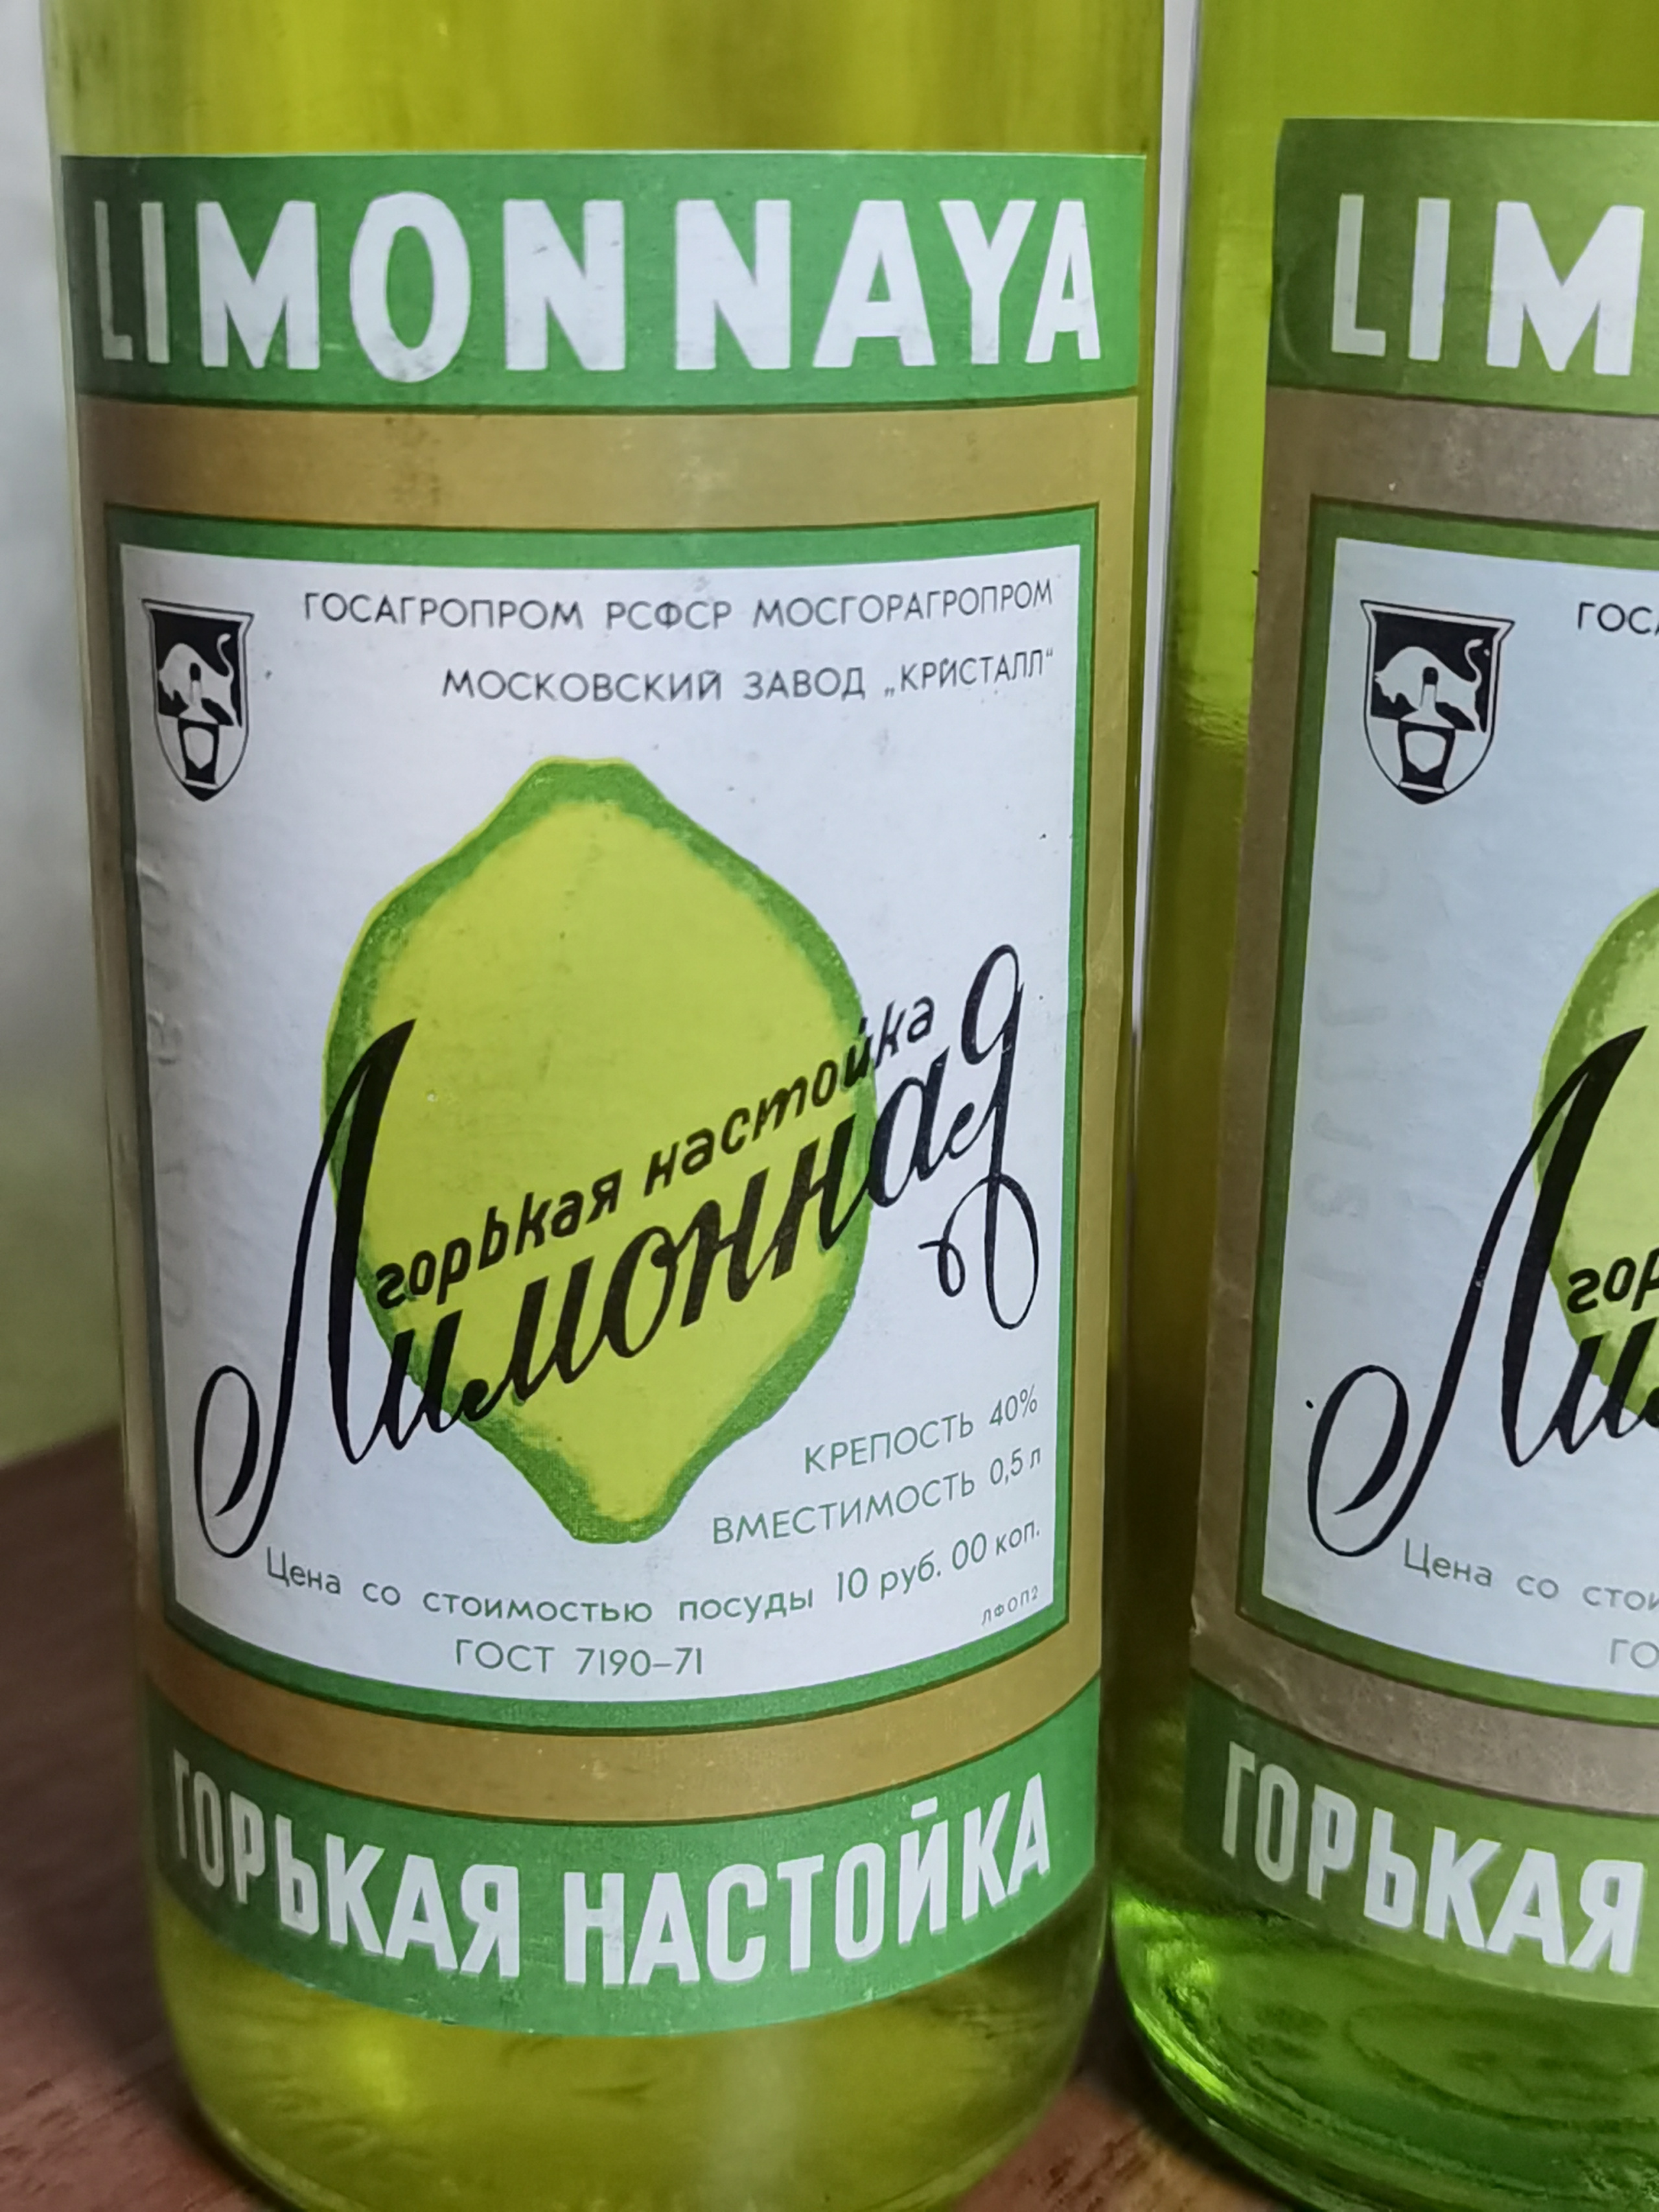 LIMONNAYA
ГОСАГРОПРОМ РСФСР МОСГОРАГРОПРОМ
МОСКОВСКИЙ ЗАВОД „КРИСТАЛЛ“
горькая настойка
Лимонная
КРЕПОСТЬ 40%
ВМЕСТИМОСТЬ 0,5 л
Цена со стоимостью посуды 10 руб. 00 коп.
ЛФОП2
ГОСТ 7190–71
ГОРЬКАЯ НАСТОЙКА
LIM
ГОСА
гор
Ли
Цена со стои
ГО
ГОРЬКАЯ